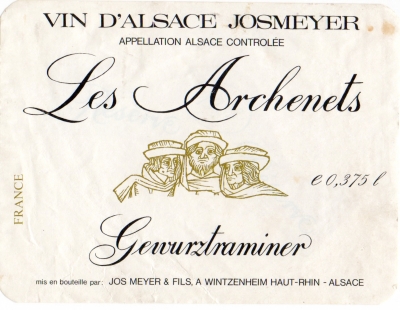 VIN D'ALSACE JOSMEYER
APPELLATION ALSACE CONTROLÉE
Les Archenets
e 0,375 l
FRANCE
Gewurztraminer
mis en bouteille par: JOS MEYER & FILS, A WINTZENHEIM HAUT-RHIN - ALSACE